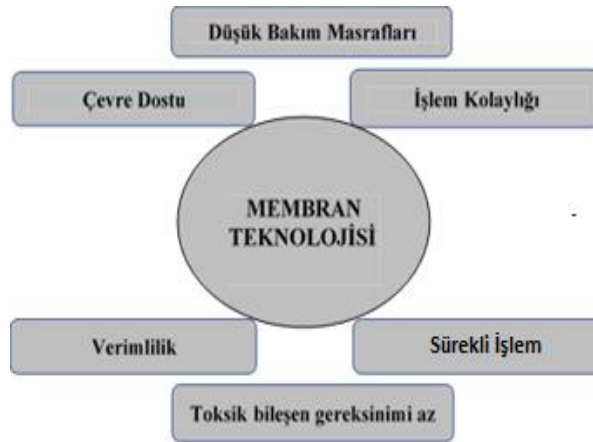 Düşük Bakım Masrafları
Çevre Dostu
İşlem Kolaylığı
MEMBRAN
TEKNOLOJİSİ
Verimlilik
Sürekli İşlem
Toksik bileşen gereksinimi az